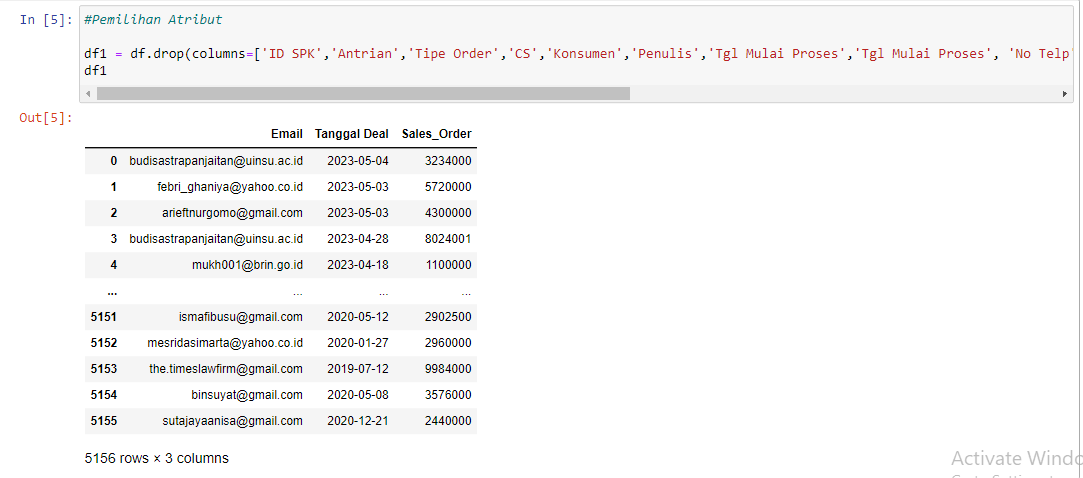 In [5]: #Pemilihan Atribut
df1 = df.drop(columns=['ID SPK','Antrian','Tipe Order','CS','Konsumen','Penulis','Tgl Mulai Proses','Tgl Mulai Proses', 'No Telp'
df1
Out[5]:
Email Tanggal Deal Sales_Order
0 budisastrapanjaitan@uinsu.ac.id 2023-05-04 3234000
1 febri_ghaniya@yahoo.co.id 2023-05-03 5720000
2 arieftnurgomo@gmail.com 2023-05-03 4300000
3 budisastrapanjaitan@uinsu.ac.id 2023-04-28 8024001
4 mukh001@brin.go.id 2023-04-18 1100000
... ... ... ...
5151 ismafibusu@gmail.com 2020-05-12 2902500
5152 mesridasimarta@yahoo.co.id 2020-01-27 2960000
5153 the.timeslawfirm@gmail.com 2019-07-12 9984000
5154 binsuyat@gmail.com 2020-05-08 3576000
5155 sutajayaanisa@gmail.com 2020-12-21 2440000
5156 rows × 3 columns
Activate Windo